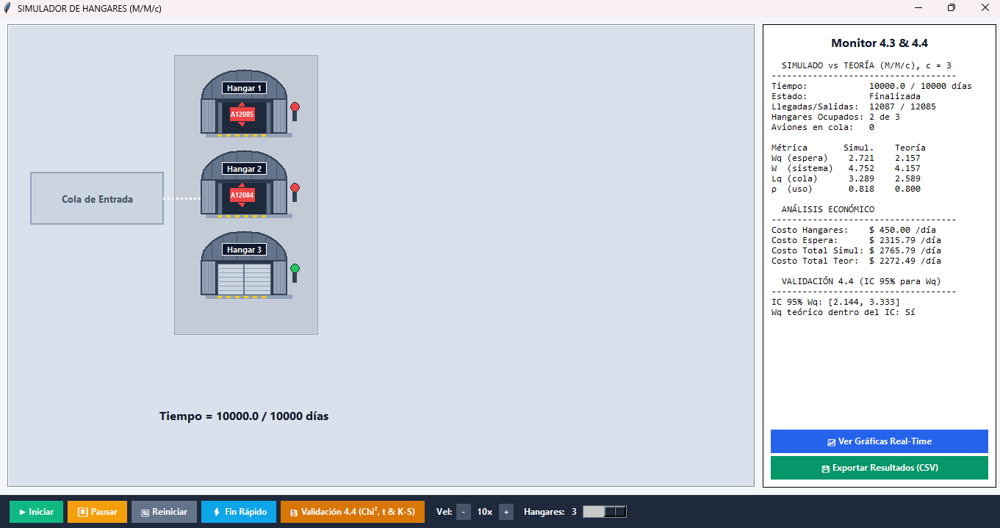 SIMULADOR DE HANGARES (M/M/c)
Hangar 1
A12085
Hangar 2
A12084
Hangar 3
Cola de Entrada
Tiempo = 10000.0 / 10000 días
Monitor 4.3 & 4.4
SIMULADO vs TEORÍA (M/M/c), c = 3
------------------------------------
Tiempo: 10000.0 / 10000 días
Estado: Finalizada
Llegadas/Salidas: 12087 / 12085
Hangares Ocupados: 2 de 3
Aviones en cola: 0
Métrica Simul. Teoría
Wq (espera) 2.721 2.157
W (sistema) 4.752 4.157
Lq (cola) 3.289 2.589
ρ (uso) 0.818 0.800
ANÁLISIS ECONÓMICO
------------------------------------
Costo Hangares: $ 450.00 /día
Costo Espera: $ 2315.79 /día
Costo Total Simul: $ 2765.79 /día
Costo Total Teor: $ 2272.49 /día
VALIDACIÓN 4.4 (IC 95% para Wq)
------------------------------------
IC 95% Wq: [2.144, 3.333]
Wq teórico dentro del IC: Sí
Ver Gráficas Real-Time
Exportar Resultados (CSV)
Iniciar
Pausar
Reiniciar
Fin Rápido
Validación 4.4 (Chi², t & K-S)
Vel: - 10x +
Hangares: 3